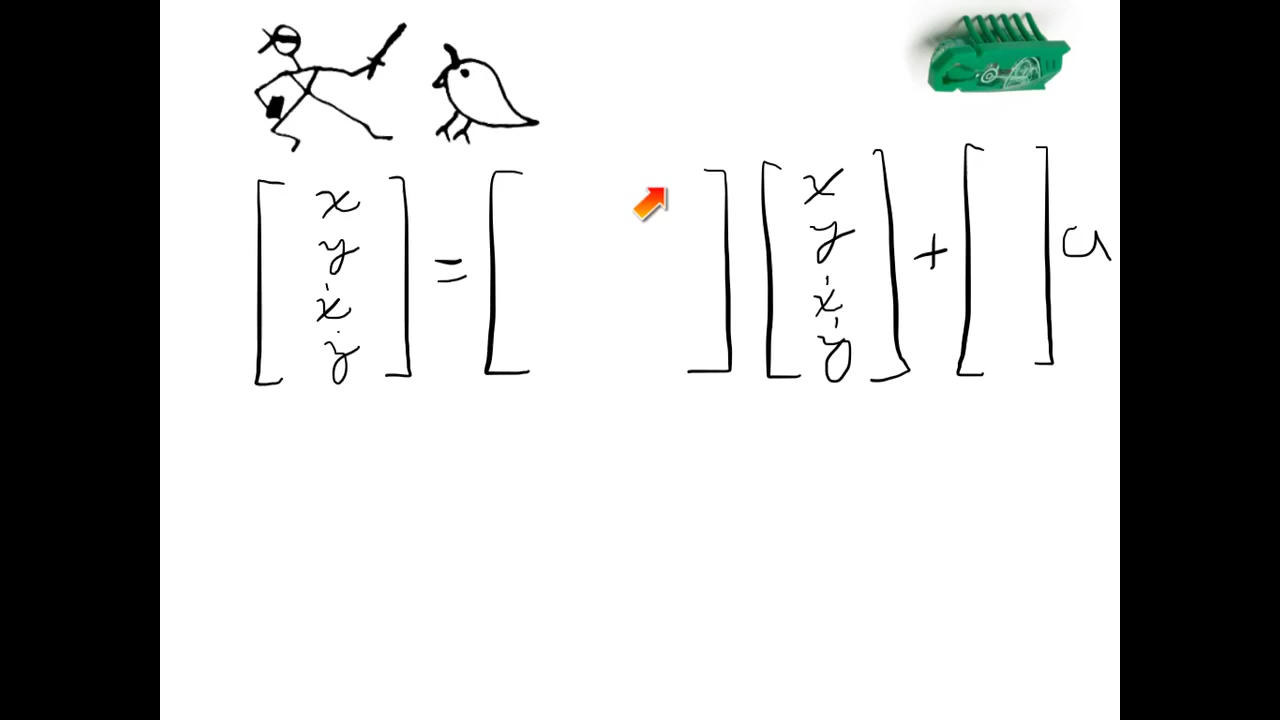 [ x y ẋ ẏ ] = [ ] [ x y ẋ ẏ ] + [ ] u